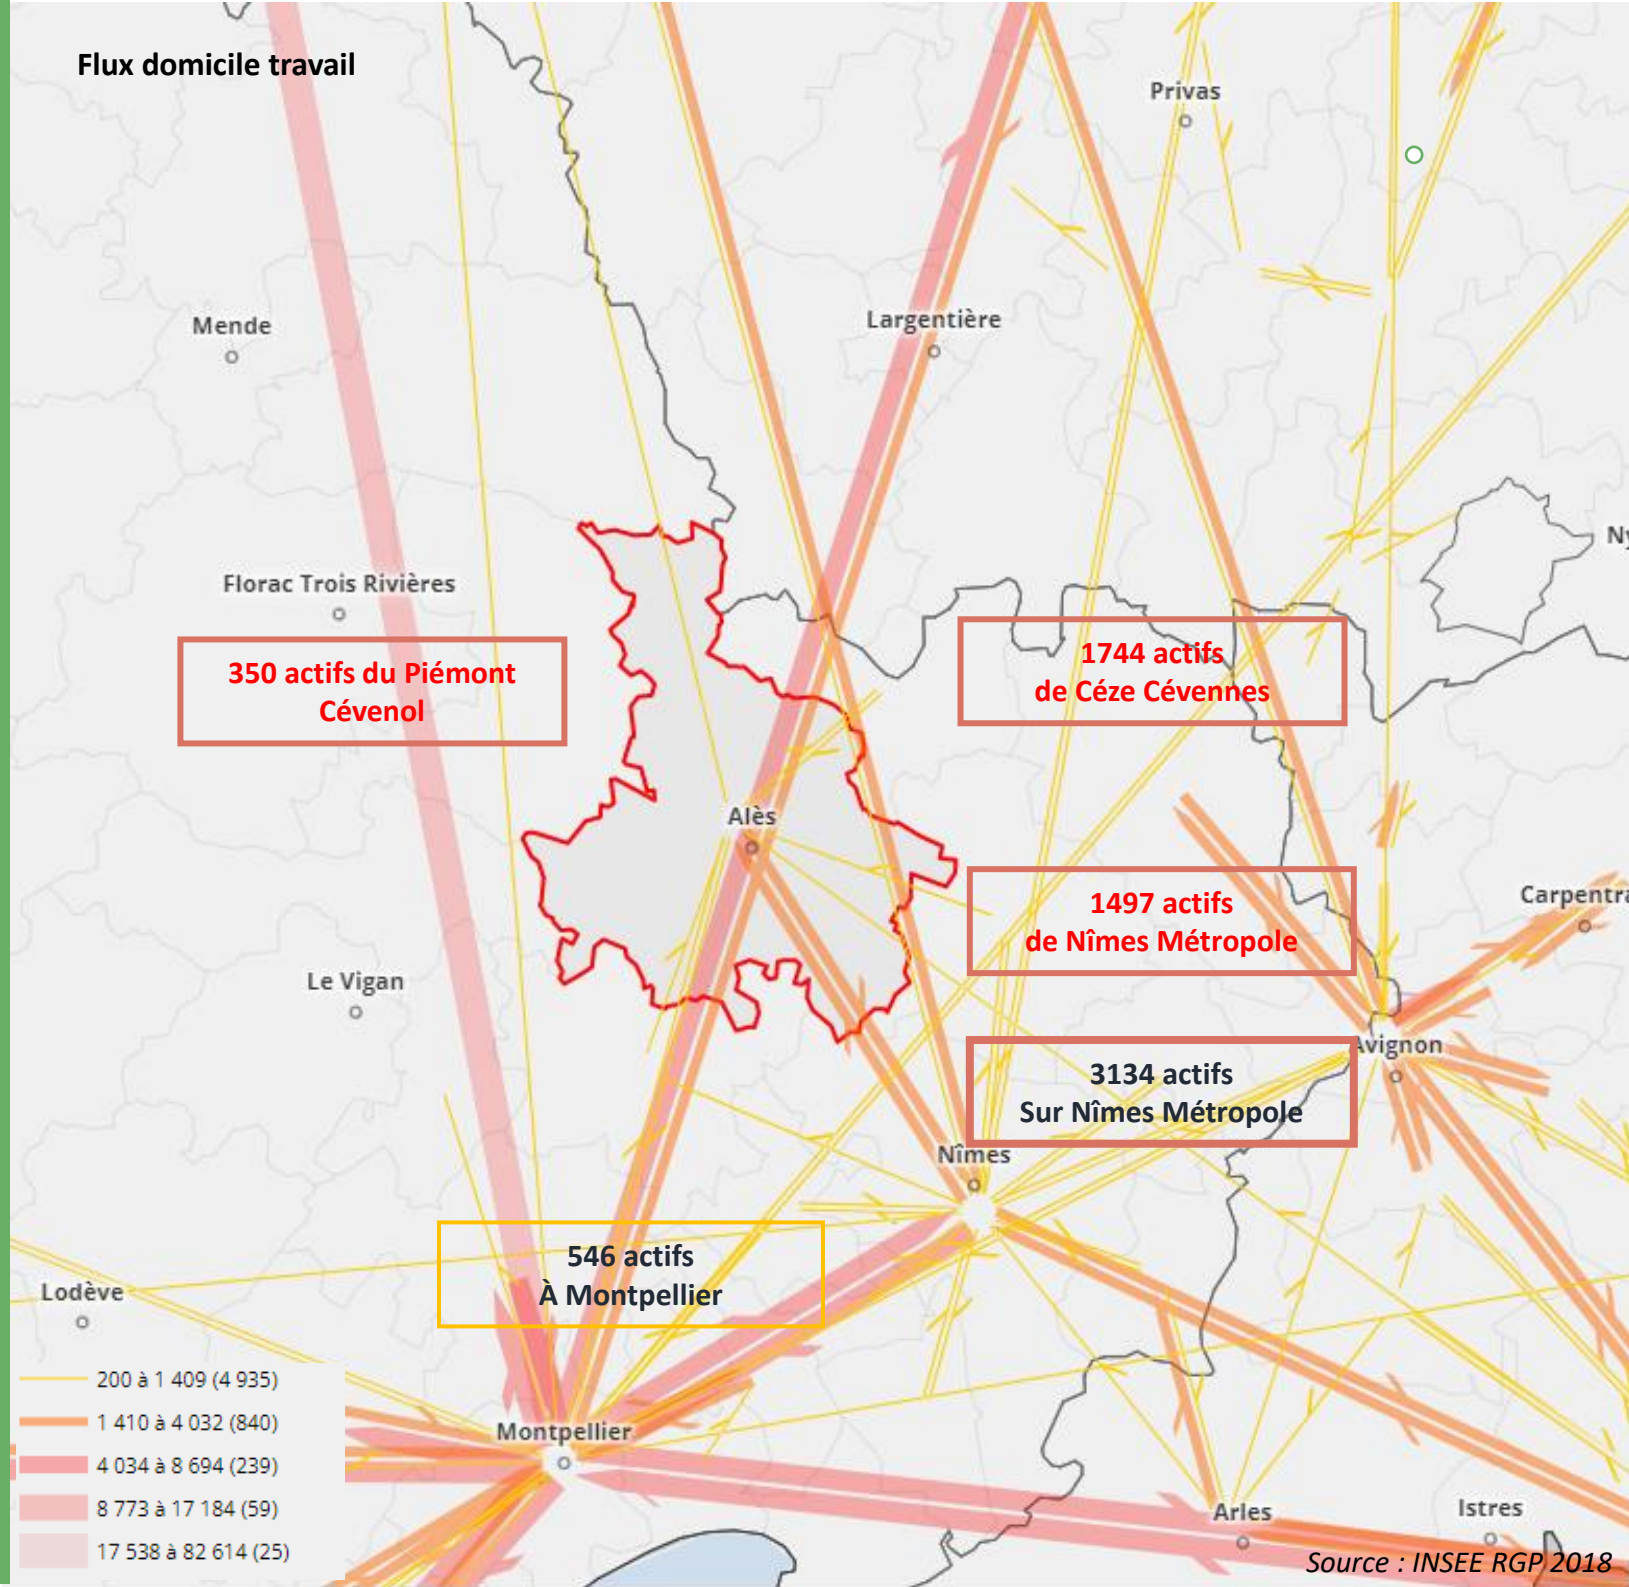 Flux domicile travail
Privas
Mende
Largentière
Florac Trois Rivières
350 actifs du Piémont
Cévenol
1744 actifs
de Céze Cévennes
Alès
1497 actifs
de Nîmes Métropole
Le Vigan
Avignon
3134 actifs
Sur Nîmes Métropole
Nîmes
546 actifs
À Montpellier
Lodève
200 à 1 409 (4 935)
1 410 à 4 032 (840)
4 034 à 8 694 (239)
8 773 à 17 184 (59)
17 538 à 82 614 (25)
Montpellier
Arles
Istres
Source : INSEE RGP 2018